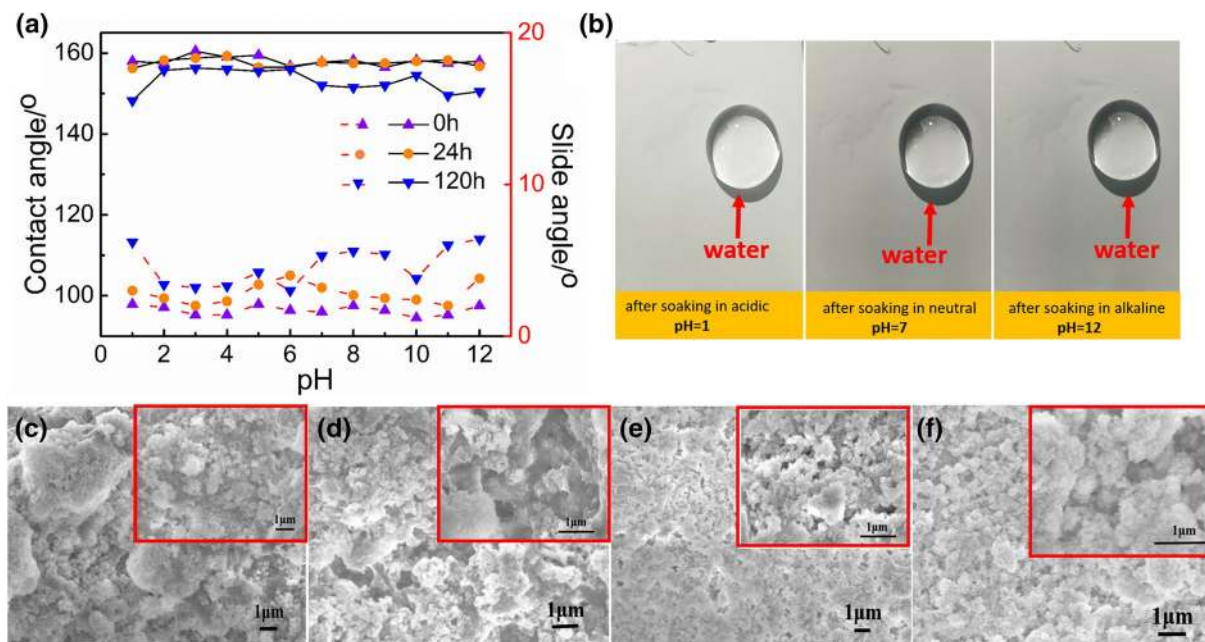 (a)
160
140
120
100
Contact angle/o
0h
24h
120h
20
10
0
Slide angle/o
0 2 4 6 8 10 12
pH
(b)
water
water
water
after soaking in acidic
pH=1
after soaking in neutral
pH=7
after soaking in alkaline
pH=12
(c)
1μm
1μm
(d)
1μm
1μm
(e)
1μm
1μm
(f)
1μm
1μm